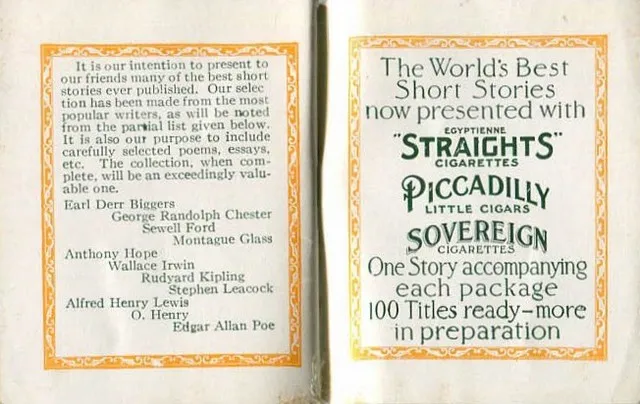 It is our intention to present to
our friends many of the best short
stories ever published. Our selec
tion has been made from the most
popular writers, as will be noted
from the partial list given below.
It is also our purpose to include
carefully selected poems, essays,
etc. The collection, when com-
plete, will be an exceedingly valu-
able one.
Earl Derr Biggers
George Randolph Chester
Sewell Ford
Montague Glass
Anthony Hope
Wallace Irwin
Rudyard Kipling
Stephen Leacock
Alfred Henry Lewis
O. Henry
Edgar Allan Poe
The World's Best
Short Stories
now presented with
EGYPTIENNE
"STRAIGHTS"
CIGARETTES
PICCADILLY
LITTLE CIGARS
SOVEREIGN
CIGARETTES
One Story accompanying
each package
100 Titles ready-more
in preparation